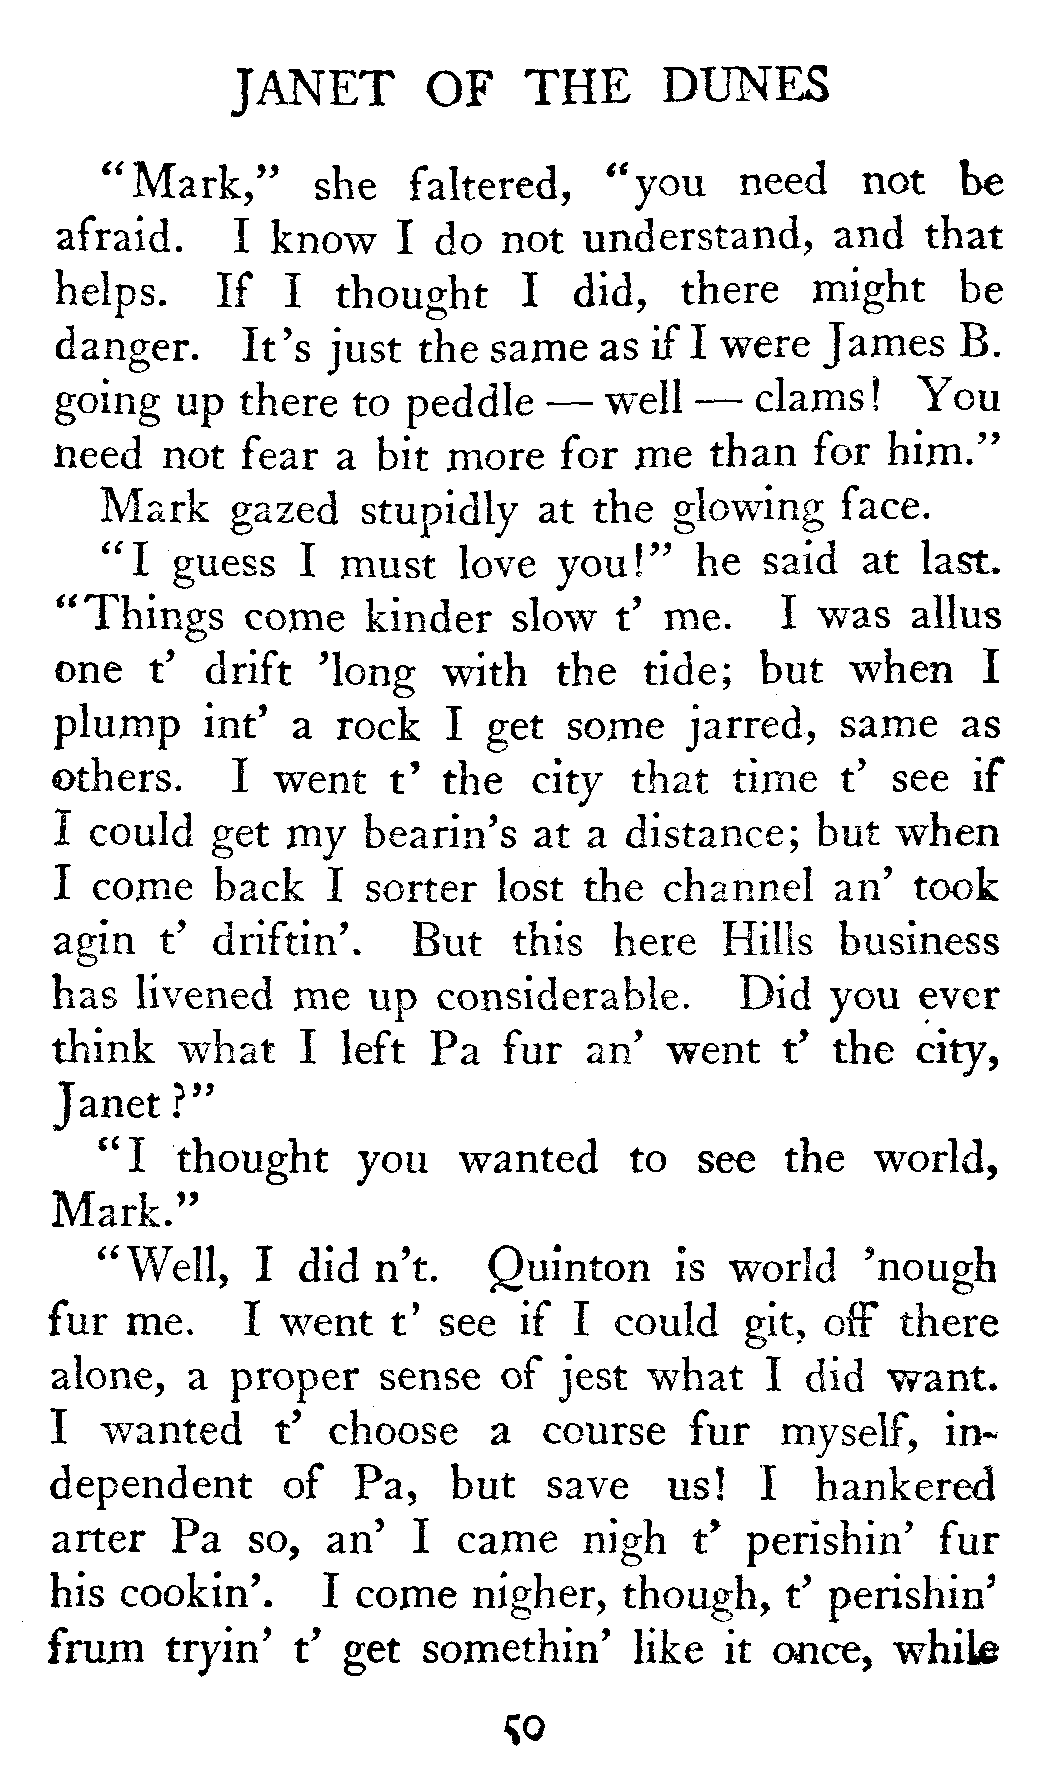 JANET OF THE DUNES
"Mark," she faltered, "you need not be
afraid. I know I do not understand, and that
helps. If I thought I did, there might be
danger. It's just the same as if I were James B.
going up there to peddle — well — clams! You
need not fear a bit more for me than for him."
Mark gazed stupidly at the glowing face.
"I guess I must love you!" he said at last.
"Things come kinder slow t' me. I was allus
one t' drift 'long with the tide; but when I
plump int' a rock I get some jarred, same as
others. I went t' the city that time t' see if
I could get my bearin's at a distance; but when
I come back I sorter lost the channel an' took
agin t' driftin'. But this here Hills business
has livened me up considerable. Did you ever
think what I left Pa fur an' went t' the city,
Janet?"
"I thought you wanted to see the world,
Mark."
"Well, I did n't. Quinton is world 'nough
fur me. I went t' see if I could git, off there
alone, a proper sense of jest what I did want.
I wanted t' choose a course fur myself, in-
dependent of Pa, but save us! I hankered
arter Pa so, an' I came nigh t' perishin' fur
his cookin'. I come nigher, though, t' perishin'
frum tryin' t' get somethin' like it once, while
50